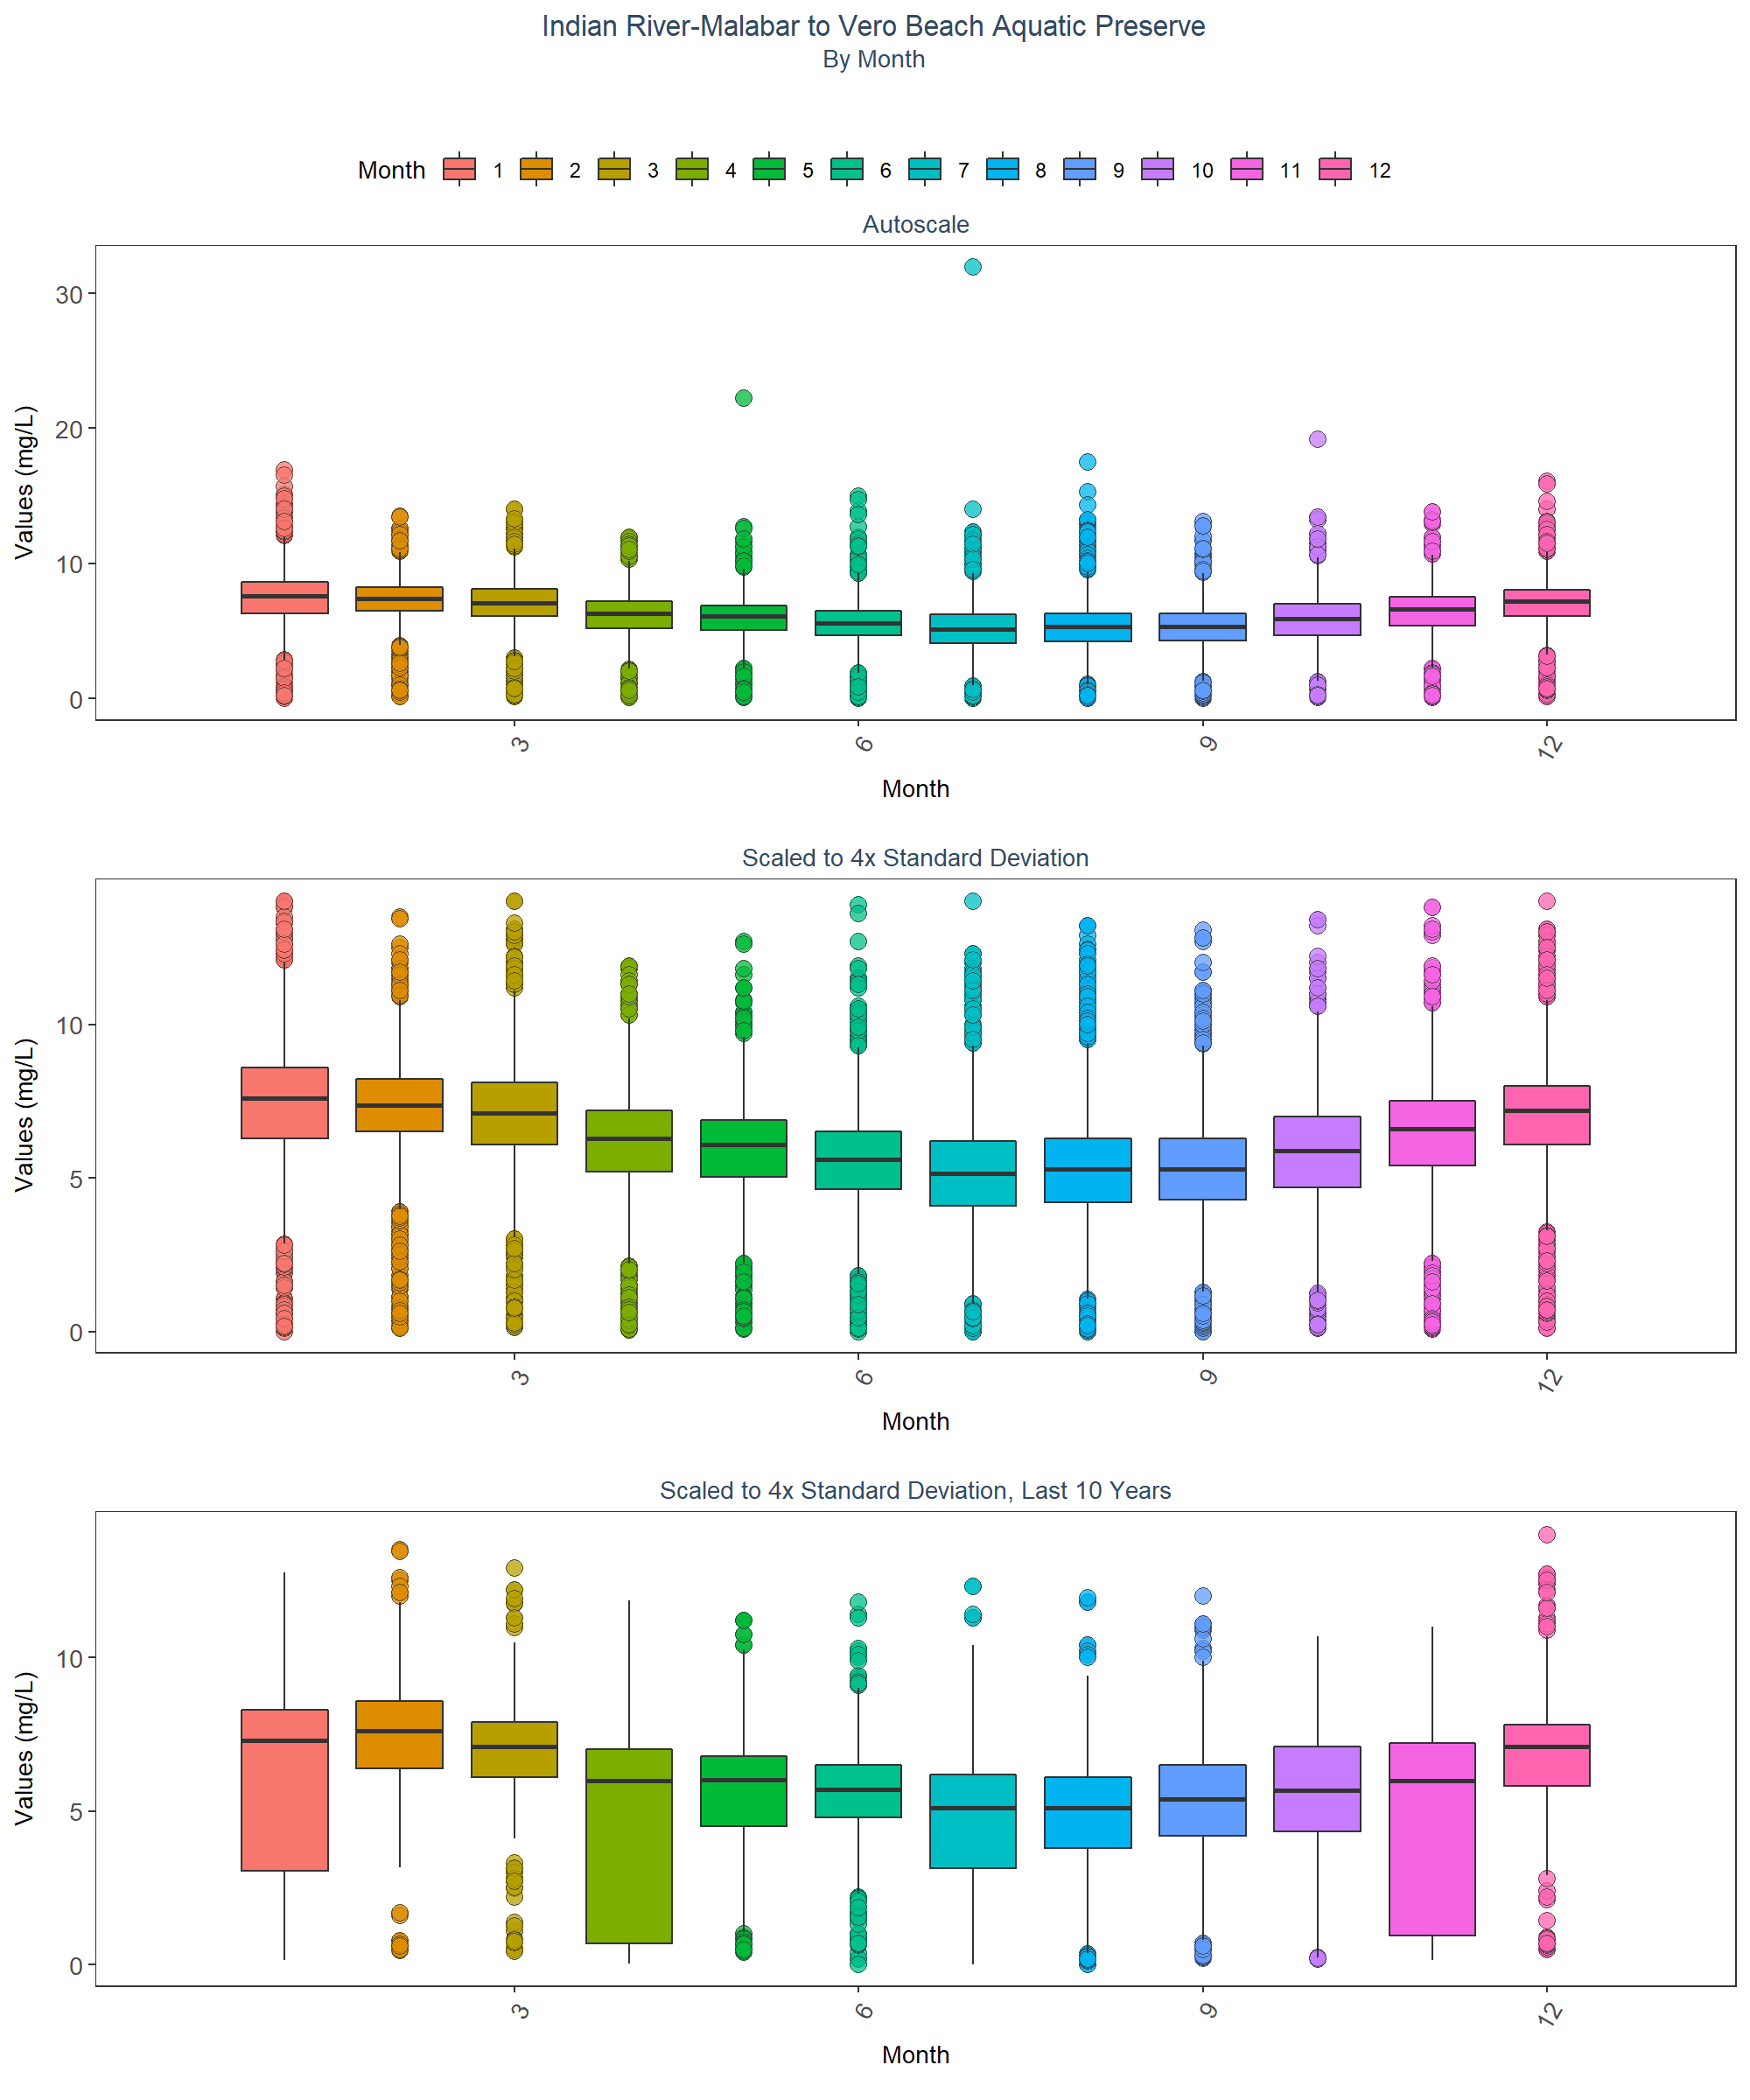 Indian River-Malabar to Vero Beach Aquatic Preserve
By Month
Month 1 2 3 4 5 6 7 8 9 10 11 12
Autoscale
Values (mg/L)
30
20
10
0
3 6 9 12
Month
Scaled to 4x Standard Deviation
Values (mg/L)
10
5
0
3 6 9 12
Month
Scaled to 4x Standard Deviation, Last 10 Years
Values (mg/L)
10
5
0
3 6 9 12
Month